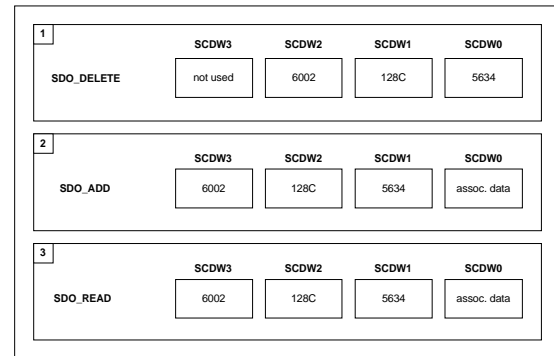 1
SCDW3 SCDW2 SCDW1 SCDW0
SDO_DELETE not used 6002 128C 5634
2
SCDW3 SCDW2 SCDW1 SCDW0
SDO_ADD 6002 128C 5634 assoc. data
3
SCDW3 SCDW2 SCDW1 SCDW0
SDO_READ 6002 128C 5634 assoc. data